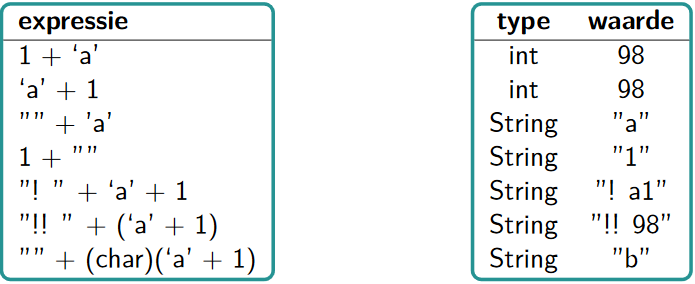 expressie
1 + ‘a’
‘a’ + 1
”” + ’a’
1 + ””
”! ” + ‘a’ + 1
”!! ” + (‘a’ + 1)
”” + (char)(‘a’ + 1)
type waarde
int 98
int 98
String ”a”
String ”1”
String ”! a1”
String ”!! 98”
String ”b”